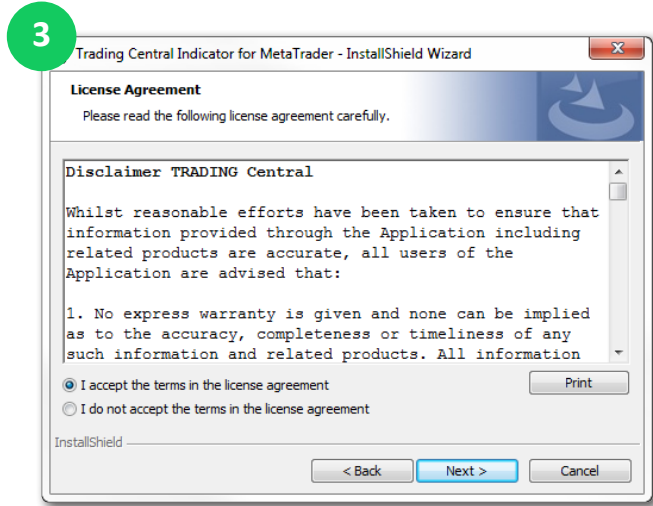 3
Trading Central Indicator for MetaTrader - InstallShield Wizard
License Agreement
Please read the following license agreement carefully.
Disclaimer TRADING Central
Whilst reasonable efforts have been taken to ensure that
information provided through the Application including
related products are accurate, all users of the
Application are advised that:
1. No express warranty is given and none can be implied
as to the accuracy, completeness or timeliness of any
such information and related products. All information
I accept the terms in the license agreement
Print
I do not accept the terms in the license agreement
InstallShield
< Back Next > Cancel